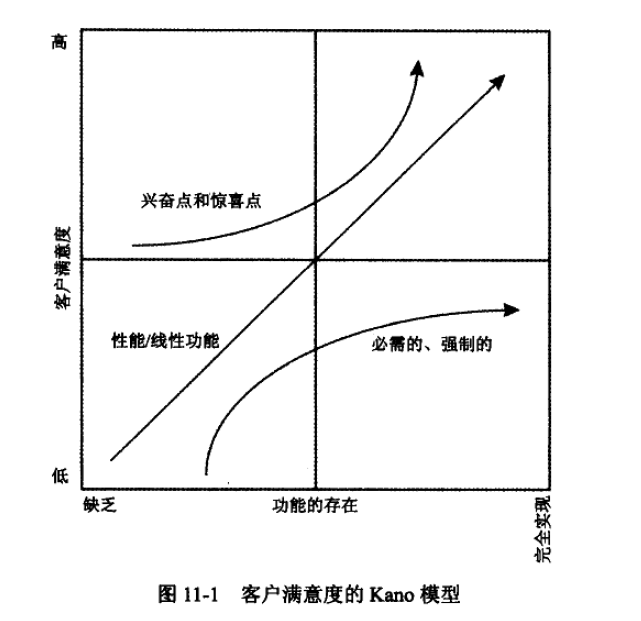 高
兴奋点和惊喜点
客户满意度
性能/线性功能
必需的、强制的
低
缺乏
功能的存在
完全实现
图 11-1 客户满意度的 Kano 模型